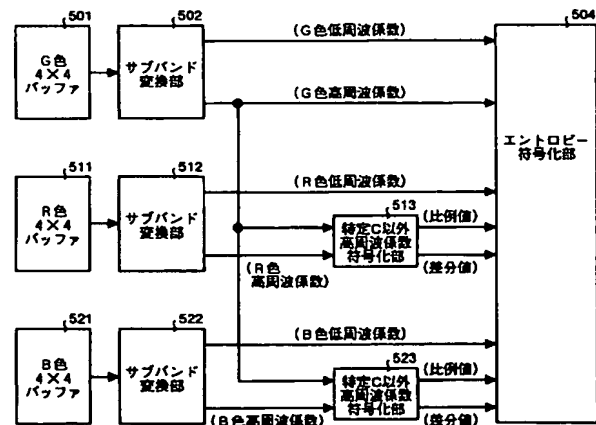 501
502
504
G色
4×4
バッファ
サブバンド
変換部
(G色低周波係数)
(G色高周波係数)
エントロピー
符号化部
511
512
513
R色
4×4
バッファ
サブバンド
変換部
(R色低周波係数)
特定C以外
高周波係数
符号化部
(比例値)
(差分値)
(R色
高周波係数)
521
522
523
B色
4×4
バッファ
サブバンド
変換部
(B色低周波係数)
特定C以外
高周波係数
符号化部
(比例値)
(差分値)
(B色高周波係数)